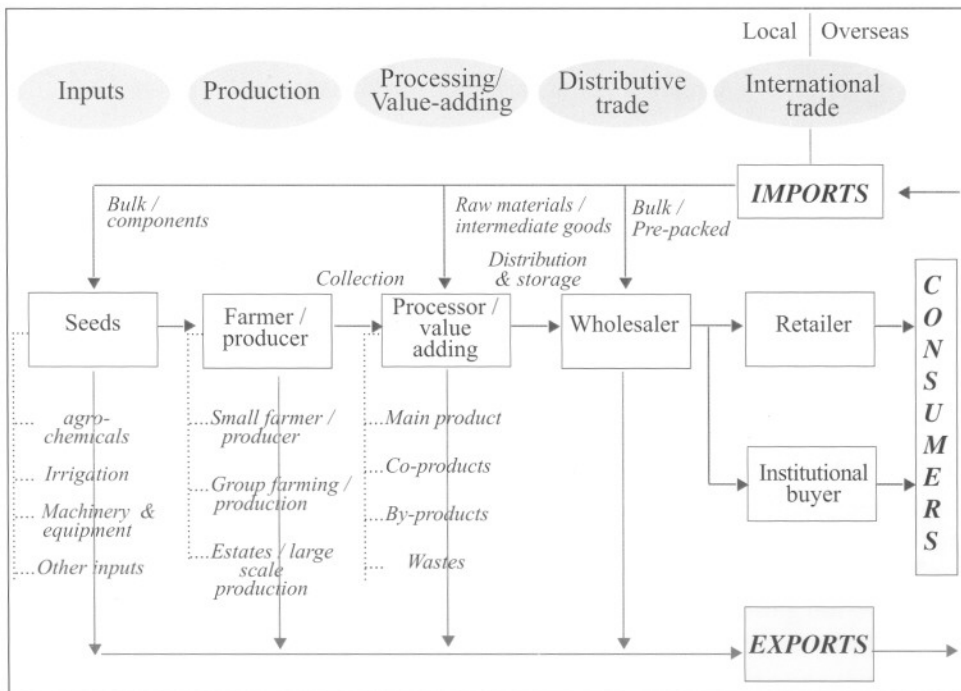 Local Overseas
Inputs
Production
Processing/
Value-adding
Distributive
trade
International
trade
IMPORTS
Bulk /
components
Raw materials /
intermediate goods
Bulk /
Pre-packed
Collection
Distribution
& storage
Seeds
Farmer /
producer
Processor /
value
adding
Wholesaler
Retailer
CONSUMERS
agro-
chemicals
Irrigation
Machinery &
equipment
Other inputs
Small farmer /
producer
Group farming /
production
Estates / large
scale
production
Main product
Co-products
By-products
Wastes
Institutional
buyer
EXPORTS